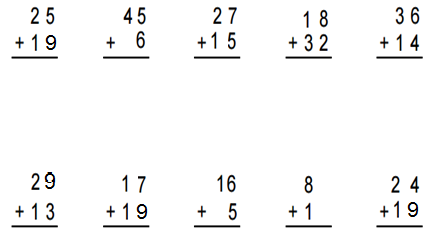 25 45 27 18 36
+19 + 6 +15 +32 +14
29 17 16 8 24
+13 +19 + 5 +1 +19